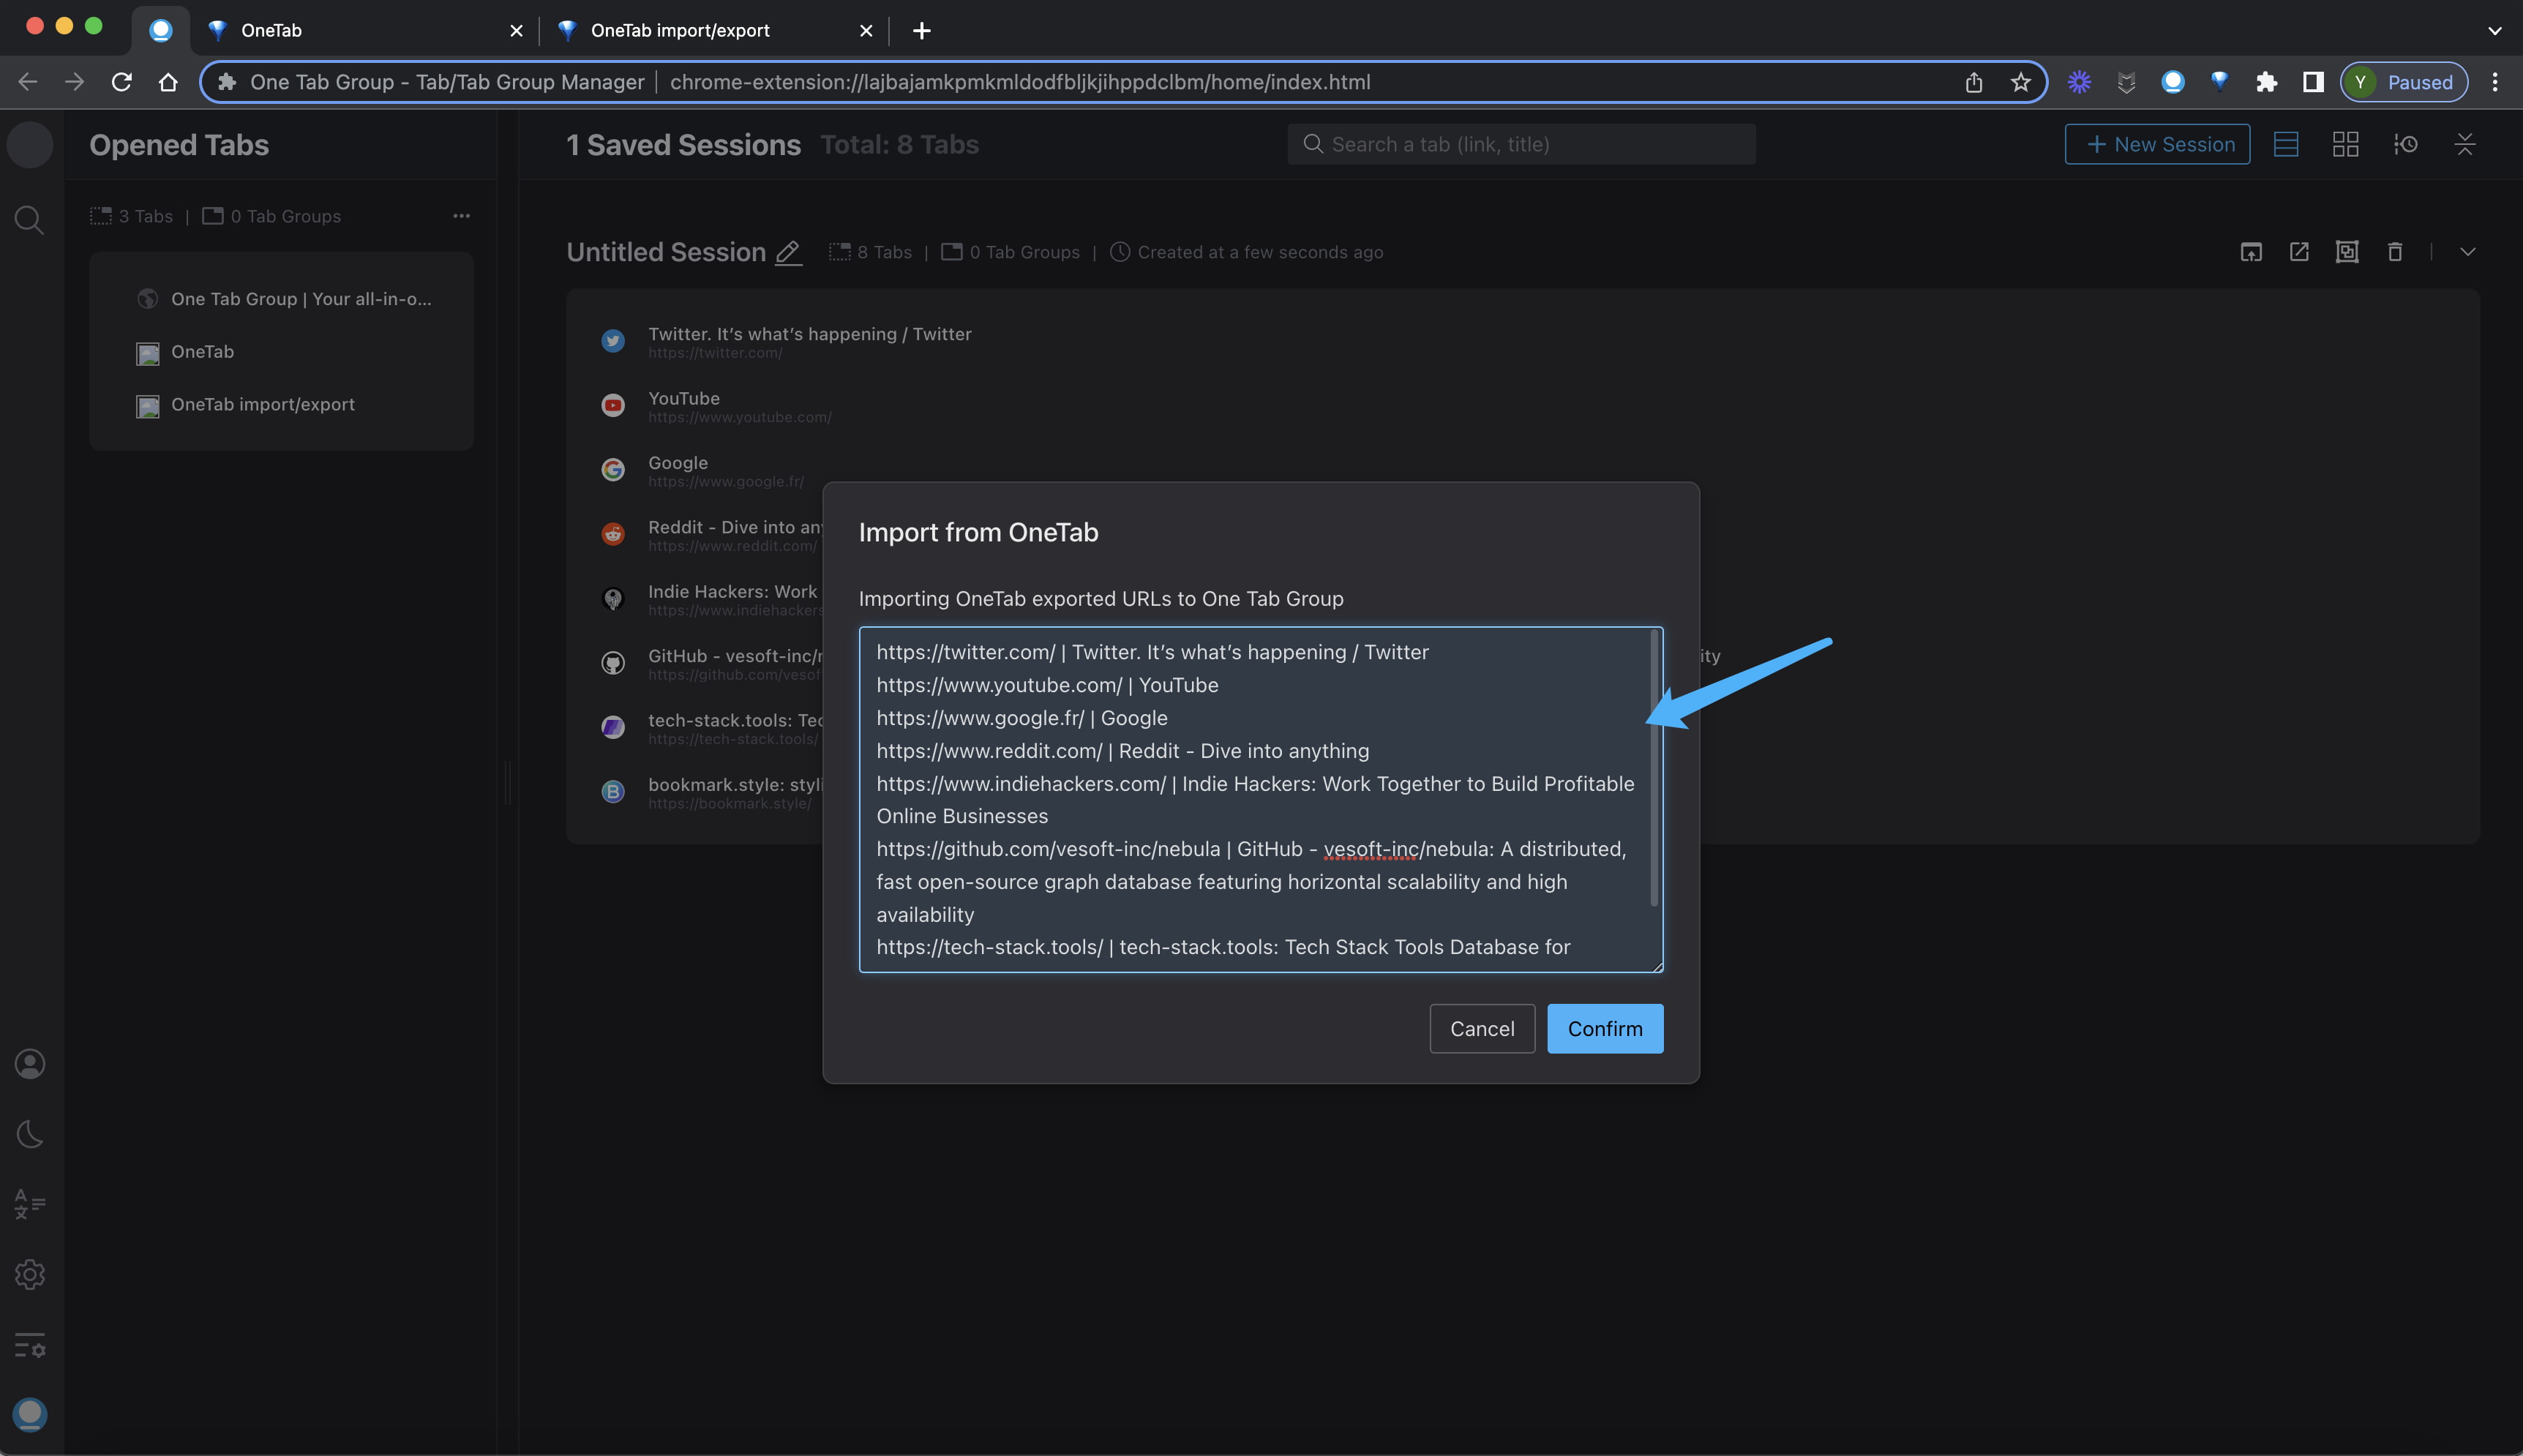 OneTab
OneTab import/export
One Tab Group - Tab/Tab Group Manager | chrome-extension://lajbajamkpmkmldodfbljkjihppdclbm/home/index.html
Y Paused
Opened Tabs
3 Tabs | 0 Tab Groups
One Tab Group | Your all-in-o...
OneTab
OneTab import/export
1 Saved Sessions Total: 8 Tabs
Search a tab (link, title)
+ New Session
Untitled Session 8 Tabs | 0 Tab Groups | Created at a few seconds ago
Twitter. It’s what’s happening / Twitter
https://twitter.com/
YouTube
https://www.youtube.com/
Google
https://www.google.fr/
Reddit - Dive into any
https://www.reddit.com/
Indie Hackers: Work
https://www.indiehackers
GitHub - vesoft-inc/n
https://github.com/vesof
ity
tech-stack.tools: Tec
https://tech-stack.tools/
bookmark.style: styli
https://bookmark.style/
Import from OneTab
Importing OneTab exported URLs to One Tab Group
https://twitter.com/ | Twitter. It’s what’s happening / Twitter
https://www.youtube.com/ | YouTube
https://www.google.fr/ | Google
https://www.reddit.com/ | Reddit - Dive into anything
https://www.indiehackers.com/ | Indie Hackers: Work Together to Build Profitable
Online Businesses
https://github.com/vesoft-inc/nebula | GitHub - vesoft-inc/nebula: A distributed,
fast open-source graph database featuring horizontal scalability and high
availability
https://tech-stack.tools/ | tech-stack.tools: Tech Stack Tools Database for
Cancel
Confirm